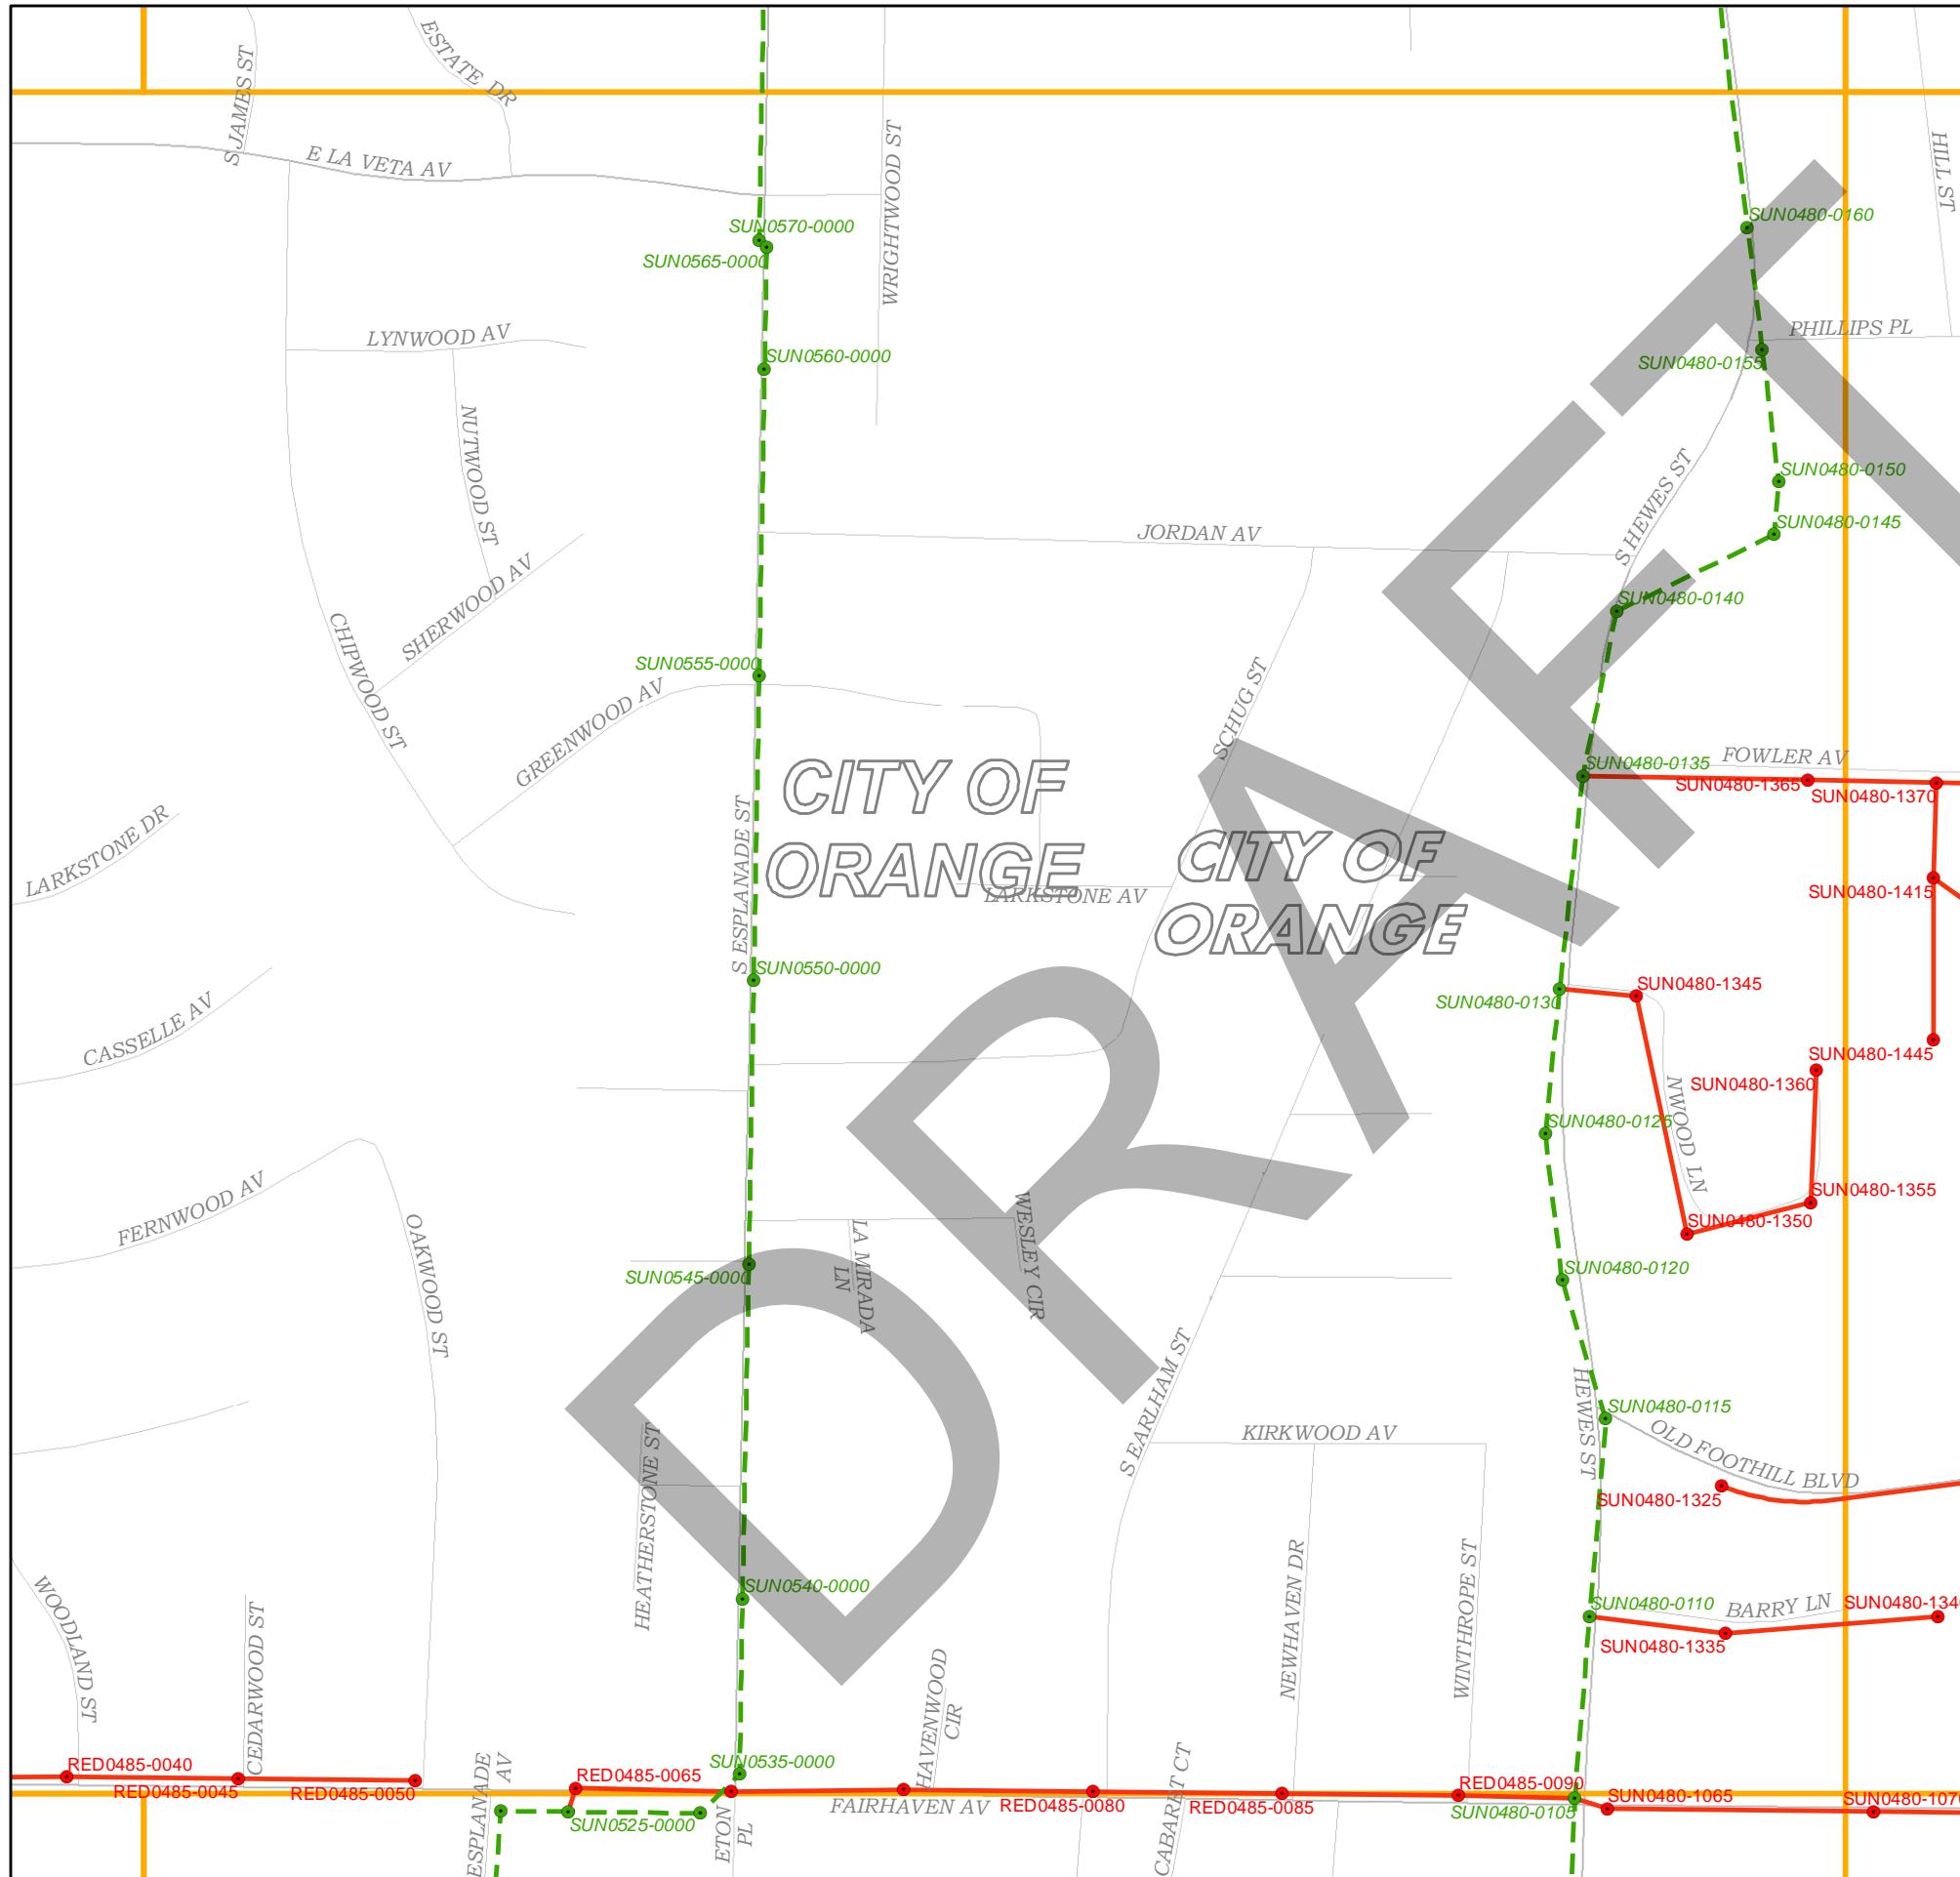 S JAMES ST
ESTATE DR
E LA VETA AV
WRIGHTWOOD ST
HILL ST
SUN0570-0000
SUN0565-0000
SUN0480-0160
LYNWOOD AV
SUN0560-0000
PHILLIPS PL
SUN0480-0155
NUTWOOD ST
SHERWOOD AV
S HEWES ST
SUN0480-0150
SUN0480-0145
JORDAN AV
SUN0480-0140
CHIPWOOD ST
SUN0555-0000
GREENWOOD AV
SCHUG ST
SUN0480-0135
FOWLER AV
SUN0480-1365
SUN0480-1370
LARKSTONE DR
S ESPLANADE ST
CITY OF
ORANGE
CITY OF
ORANGE
LARKSTONE AV
SUN0480-1415
SUN0550-0000
SUN0480-1345
SUN0480-0130
CASSELLE AV
SUN0480-1445
SUN0480-1360
NWOOD LN
SUN0480-0125
FERNWOOD AV
OAKWOOD ST
SUN0480-1355
SUN0480-1350
WESLEY CIR
LA MIRADA
LN
SUN0545-0000
SUN0480-0120
DRAFT
S EARLHAM ST
HEWES ST
SUN0480-0115
KIRKWOOD AV
OLD FOOTHILL BLVD
SUN0480-1325
HEATHERSTONE ST
SUN0540-0000
NEWHAVEN DR
WINTHROPE ST
SUN0480-0110
BARRY LN
SUN0480-134
SUN0480-1335
WOODLAND ST
CEDARWOOD ST
HAVENWOOD
CIR
CABARET CT
RED0485-0040
RED0485-0045
RED0485-0050
ESPLANADE
AV
RED0485-0065
SUN0535-0000
SUN0525-0000
ETON
PL
FAIRHAVEN AV
RED0485-0080
RED0485-0085
RED0485-0090
SUN0480-0105
SUN0480-1065
SUN0480-107